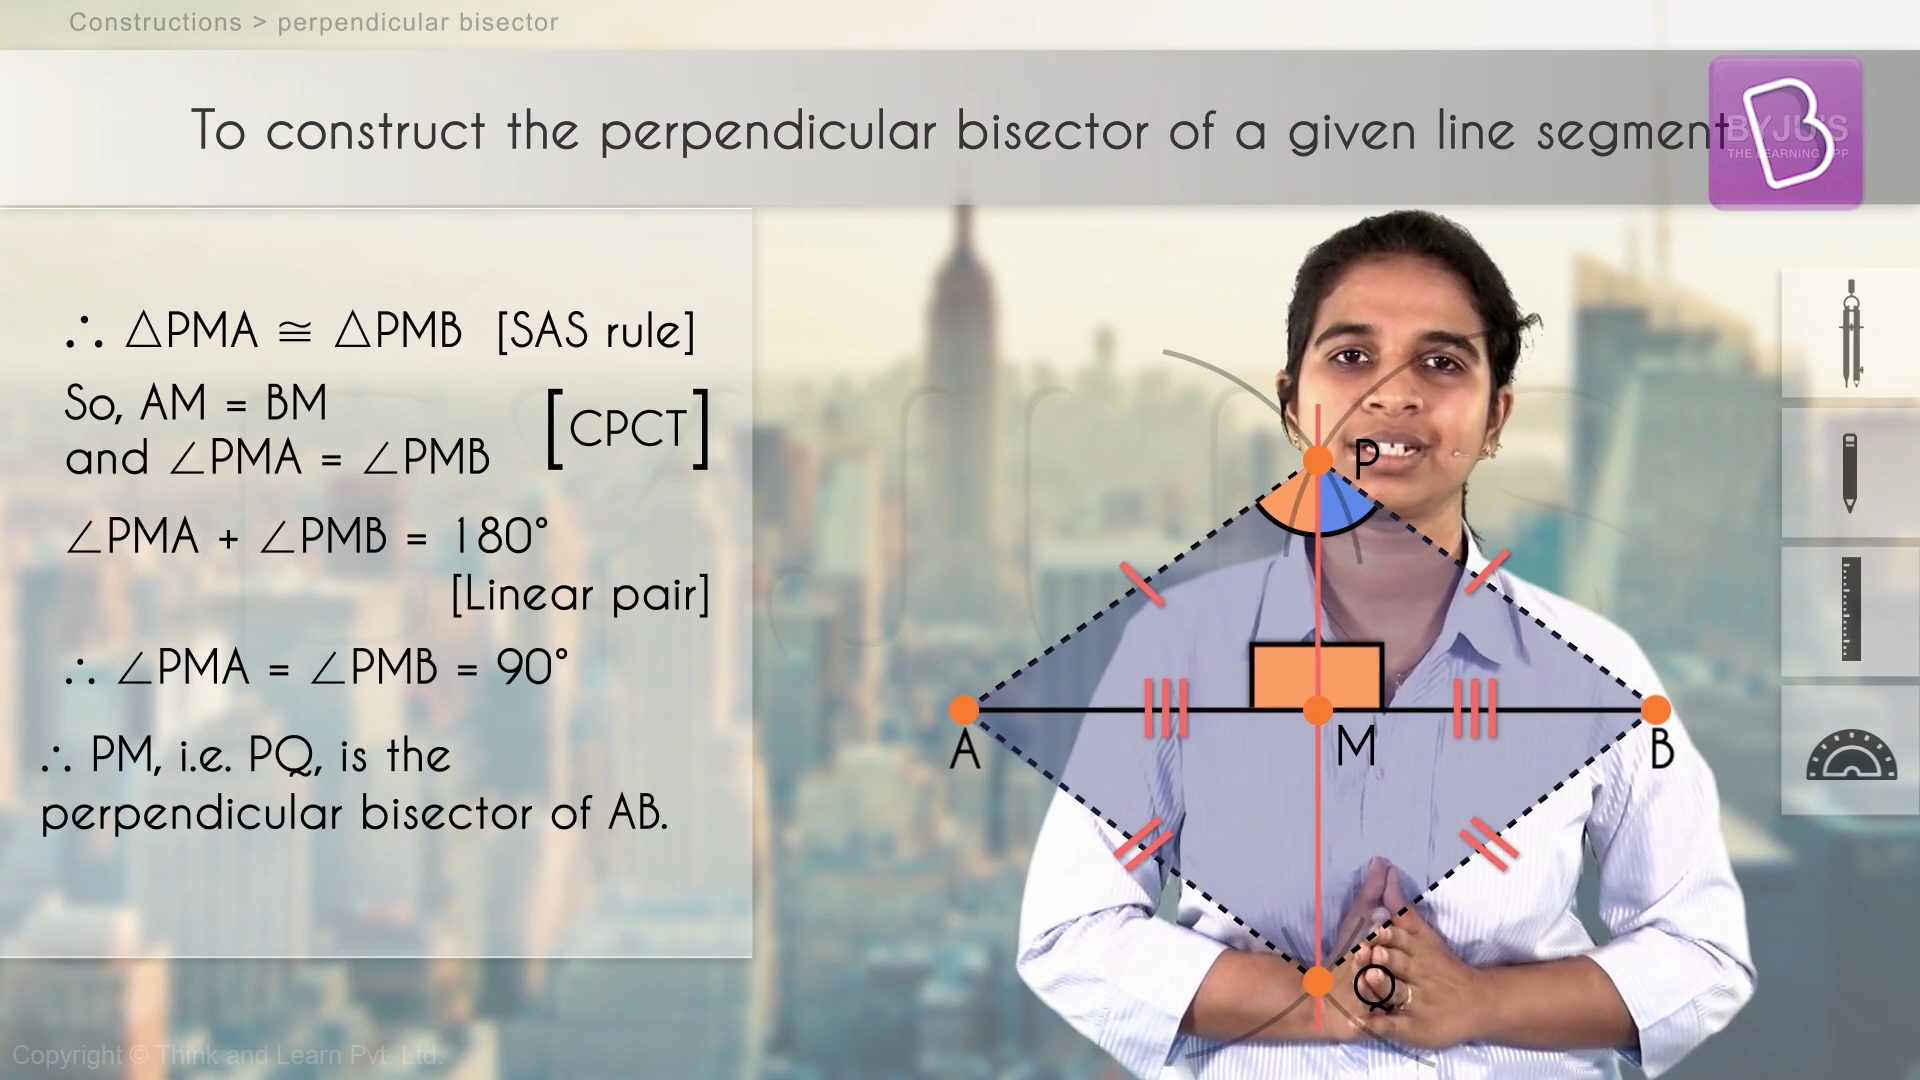 Constructions > perpendicular bisector
To construct the perpendicular bisector of a given line segment
BYJU'S
THE LEARNING APP
∴ △PMA ≅ △PMB [SAS rule]
So, AM = BM
and ∠PMA = ∠PMB [CPCT]
∠PMA + ∠PMB = 180°
[Linear pair]
∴ ∠PMA = ∠PMB = 90°
∴ PM, i.e. PQ, is the
perpendicular bisector of AB.
P
A
M
B
Q
Copyright © Think and Learn Pvt. Ltd.